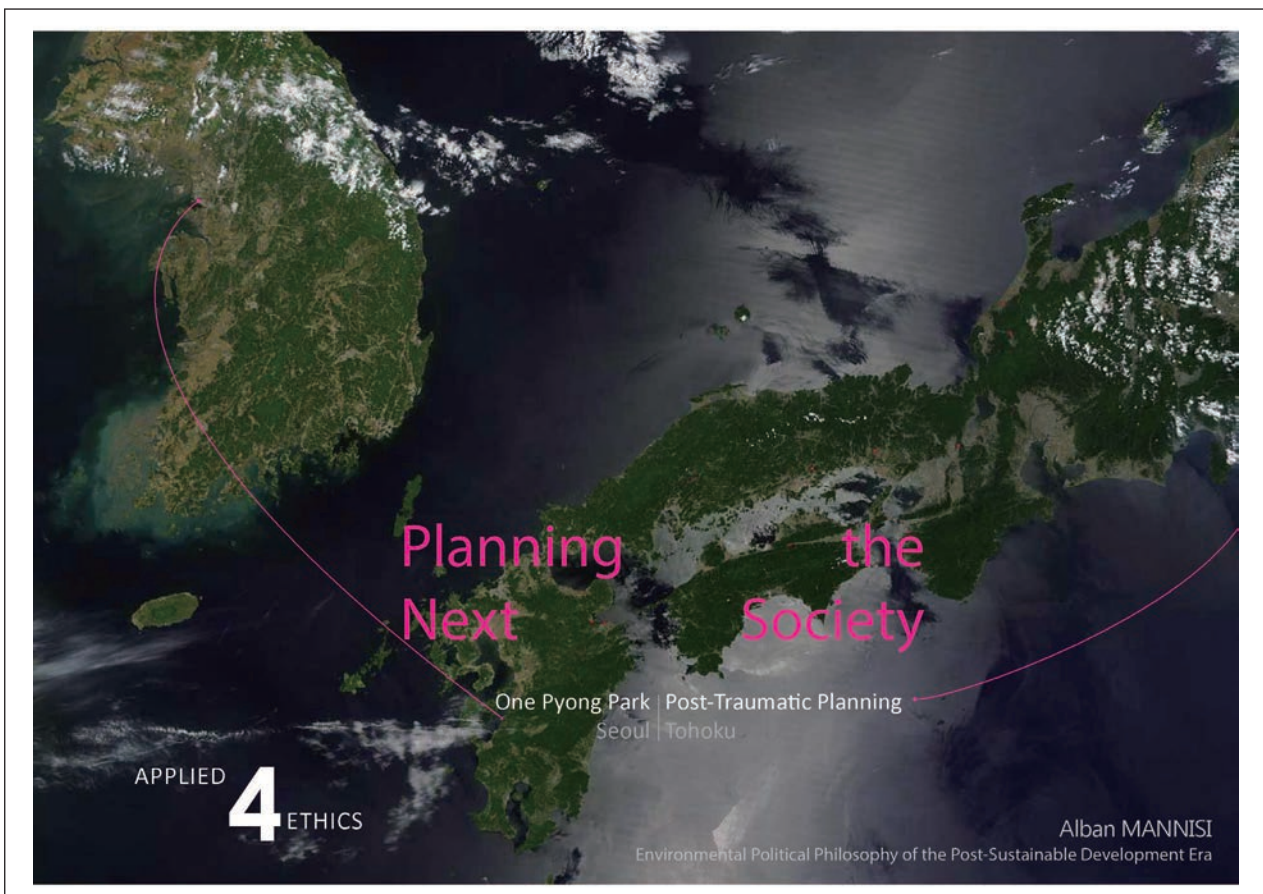 Planning the
Next Society
One Pyong Park | Post-Traumatic Planning
Seoul | Tohoku
APPLIED 4 ETHICS
Alban MANNISI
Environmental Political Philosophy of the Post-Sustainable Development Era